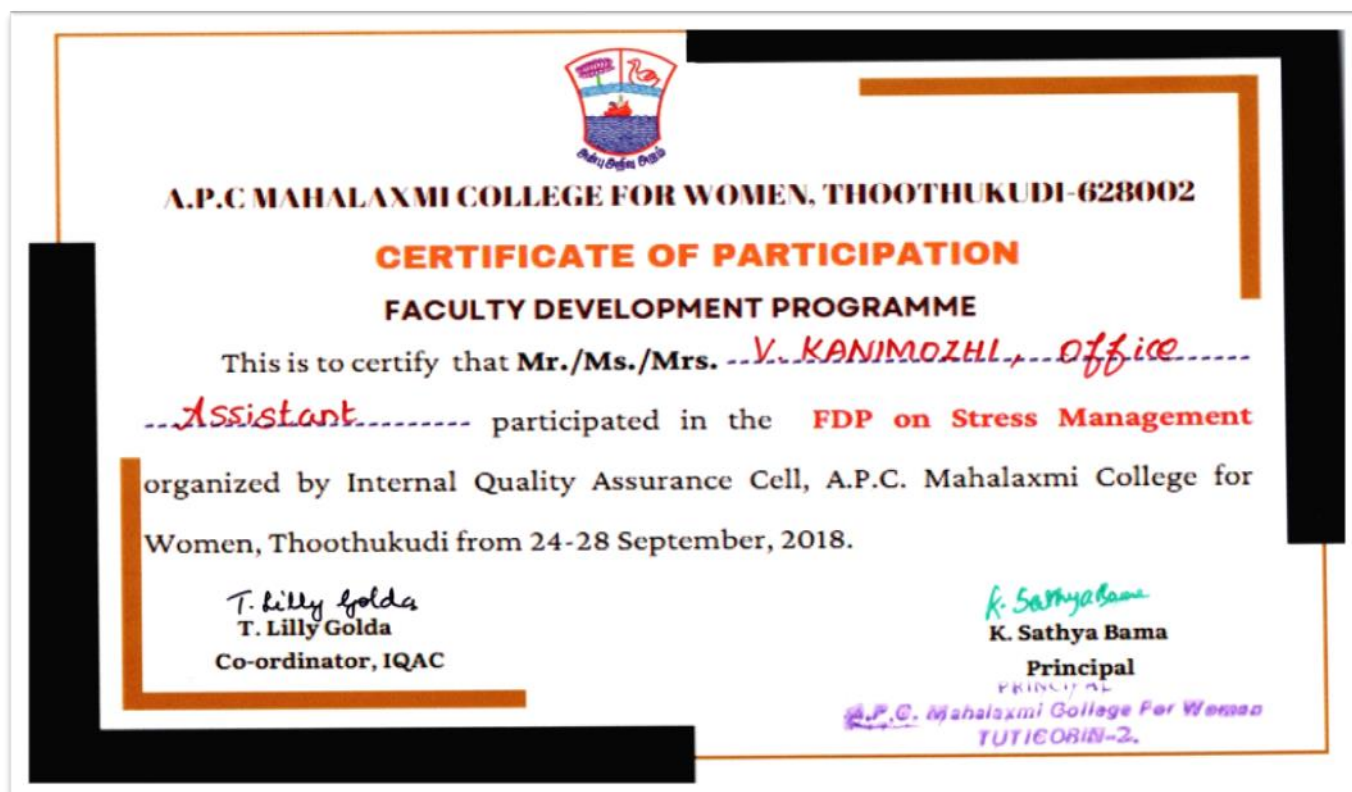 அன்பு அறிவு அறம்
A.P.C MAHALAXMI COLLEGE FOR WOMEN, THOOTHUKUDI-628002
CERTIFICATE OF PARTICIPATION
FACULTY DEVELOPMENT PROGRAMME
This is to certify that Mr./Ms./Mrs. V. KANIMOZHI, Office
Assistant participated in the FDP on Stress Management
organized by Internal Quality Assurance Cell, A.P.C. Mahalaxmi College for
Women, Thoothukudi from 24-28 September, 2018.
T. Lilly Golda
T. Lilly Golda
Co-ordinator, IQAC
K. Sathya Bama
K. Sathya Bama
Principal
PRINCIPAL
A.P.C. Mahalaxmi College For Women
TUTICORIN-2.